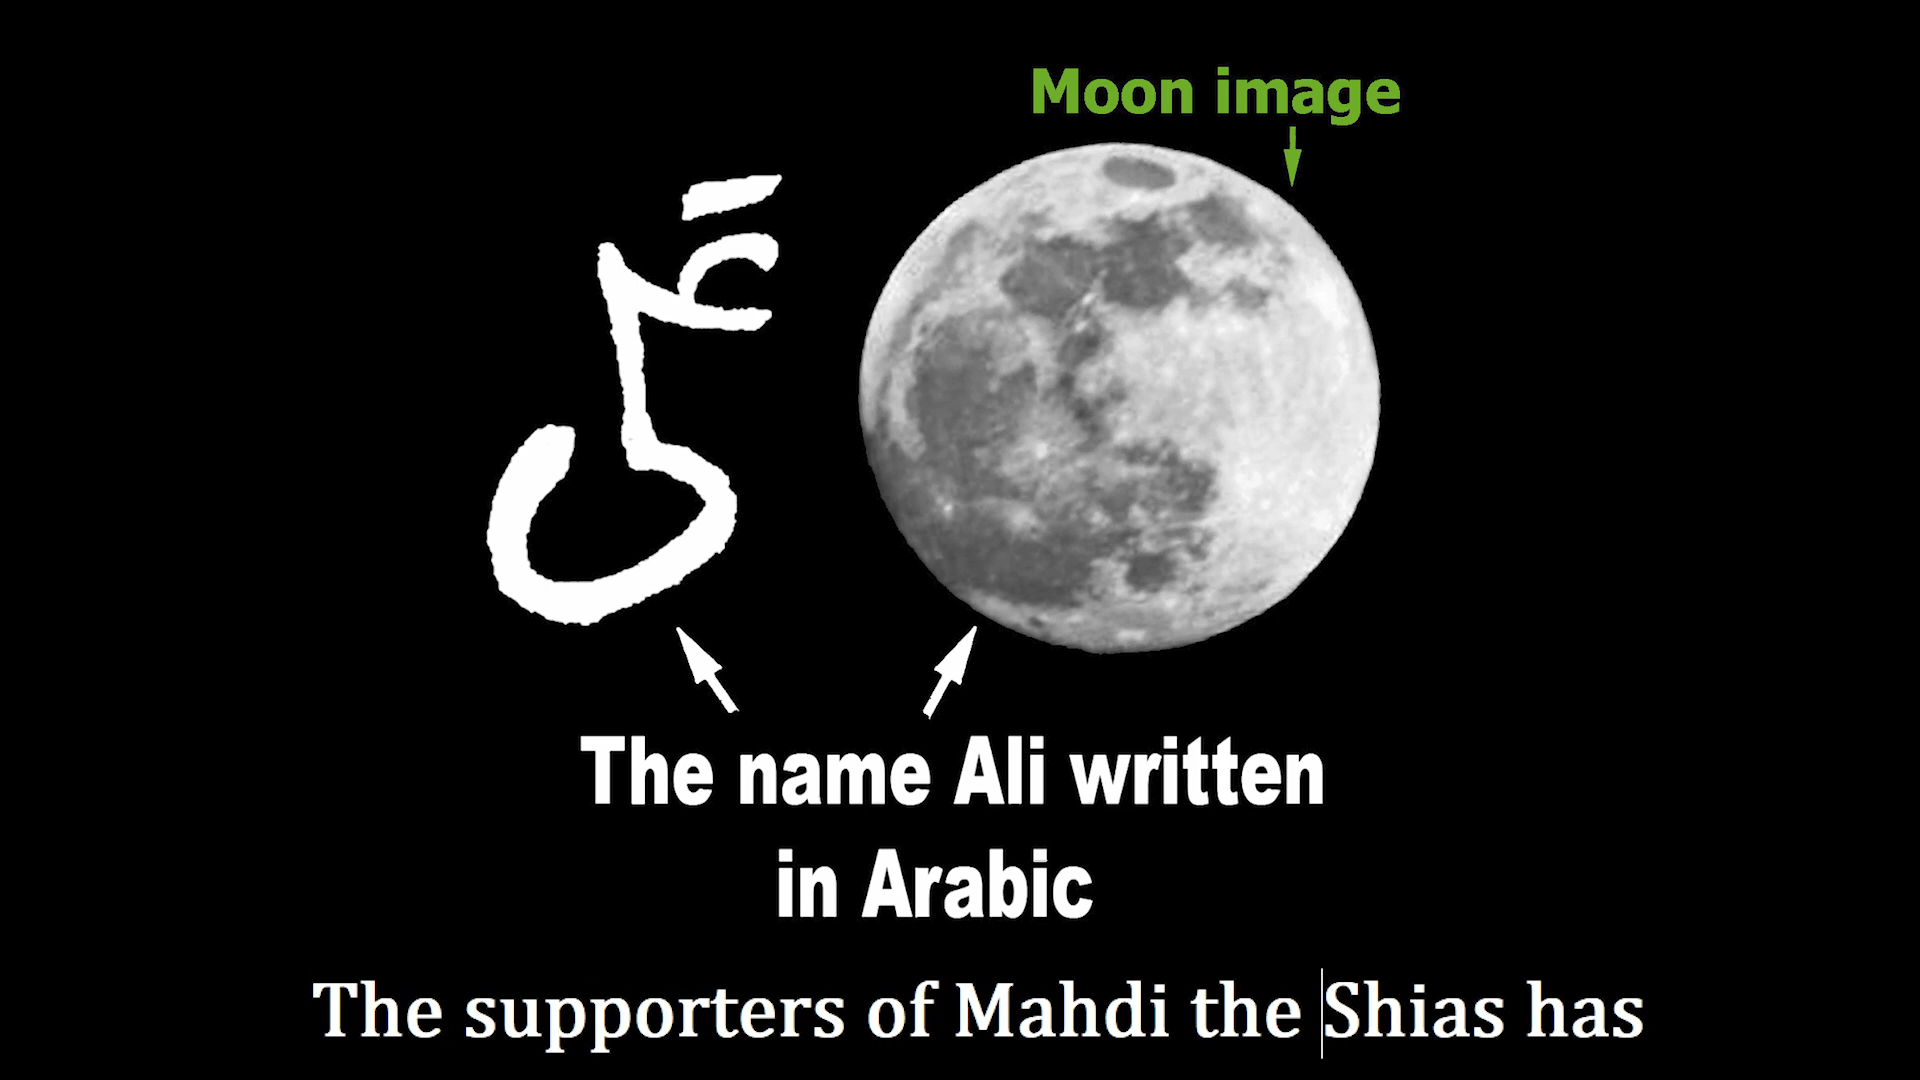 Moon image
علي
The name Ali written
in Arabic
The supporters of Mahdi the Shias has